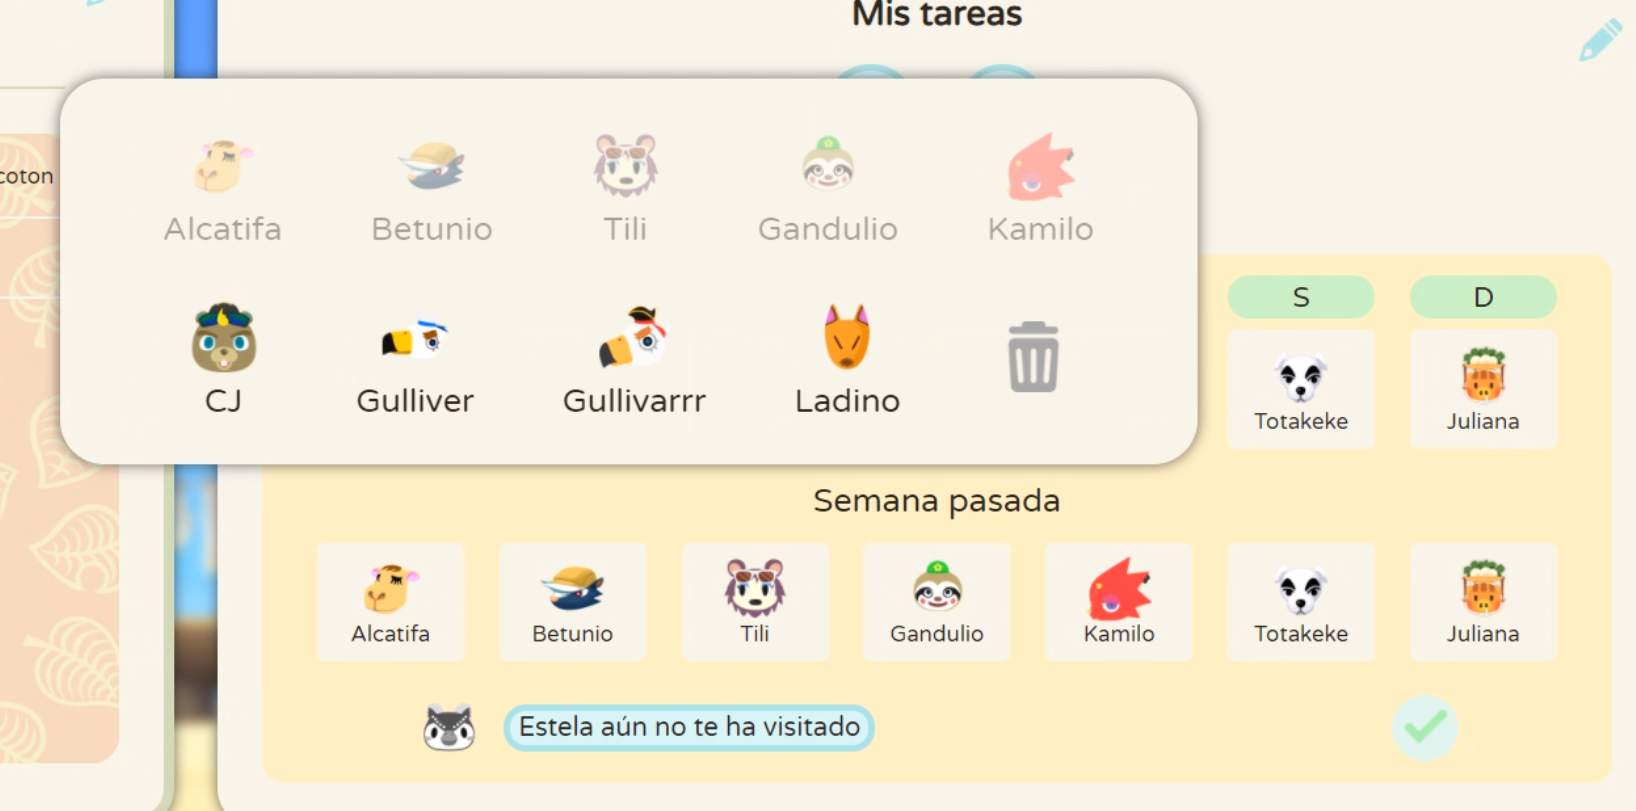 Mis tareas
coton
Alcatifa
Betunio
Tili
Gandulio
Kamilo
CJ
Gulliver
Gullivarrr
Ladino
S
D
Totakeke
Juliana
Semana pasada
Alcatifa
Betunio
Tili
Gandulio
Kamilo
Totakeke
Juliana
Estela aún no te ha visitado